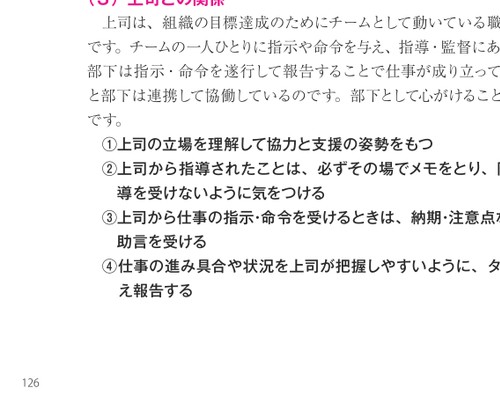 （３）上司との関係
上司は、組織の目標達成のためにチームとして動いている職
です。チームの一人ひとりに指示や命令を与え、指導・監督にあ
部下は指示・命令を遂行して報告することで仕事が成り立って
と部下は連携して協働しているのです。部下として心がけること
です。
①上司の立場を理解して協力と支援の姿勢をもつ
②上司から指導されたことは、必ずその場でメモをとり、
導を受けないように気をつける
③上司から仕事の指示・命令を受けるときは、納期・注意点
助言を受ける
④仕事の進み具合や状況を上司が把握しやすいように、タ
え報告する
126